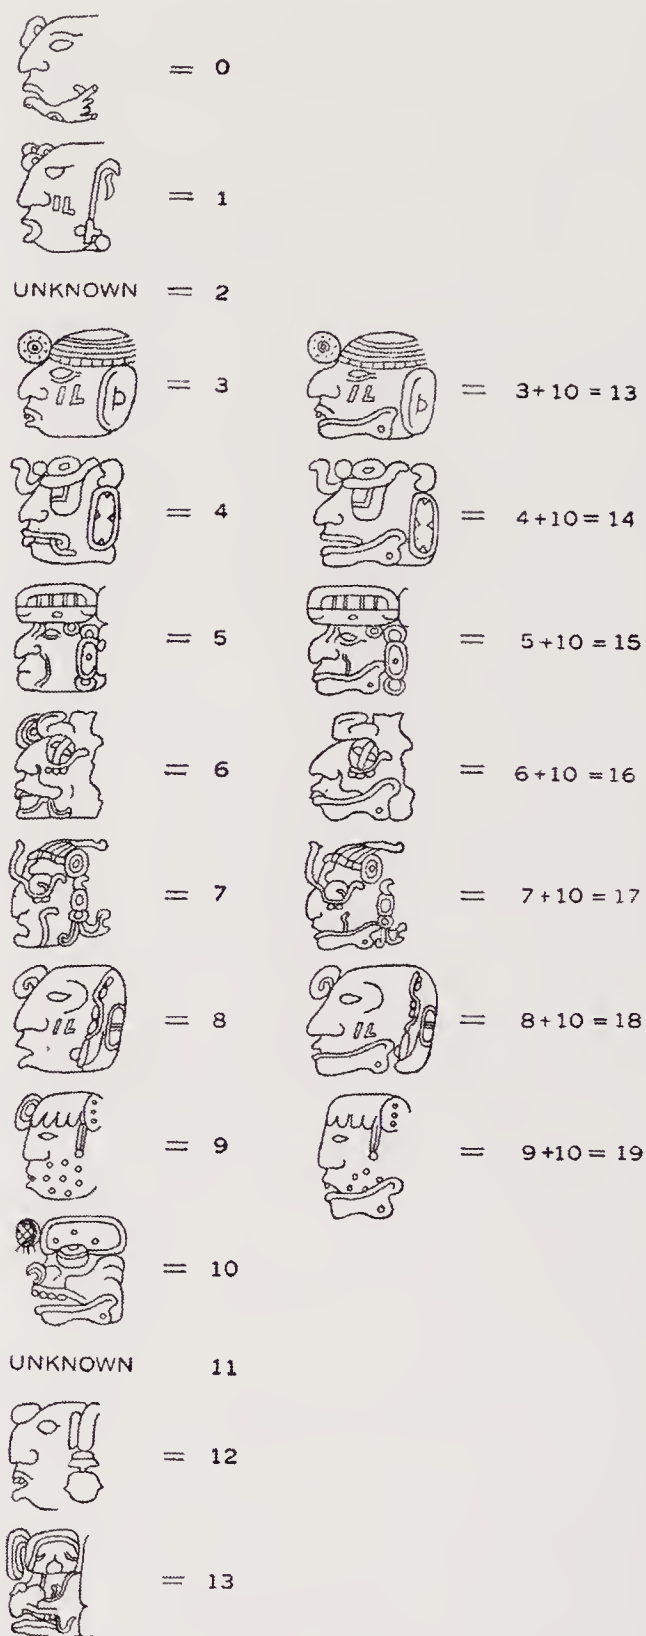 = 0
= 1
UNKNOWN = 2
= 3 = 3+10 = 13
= 4 = 4+10 = 14
= 5 = 5+10 = 15
= 6 = 6+10 = 16
= 7 = 7+10 = 17
= 8 = 8+10 = 18
= 9 = 9+10 = 19
= 10
UNKNOWN 11
= 12
= 13